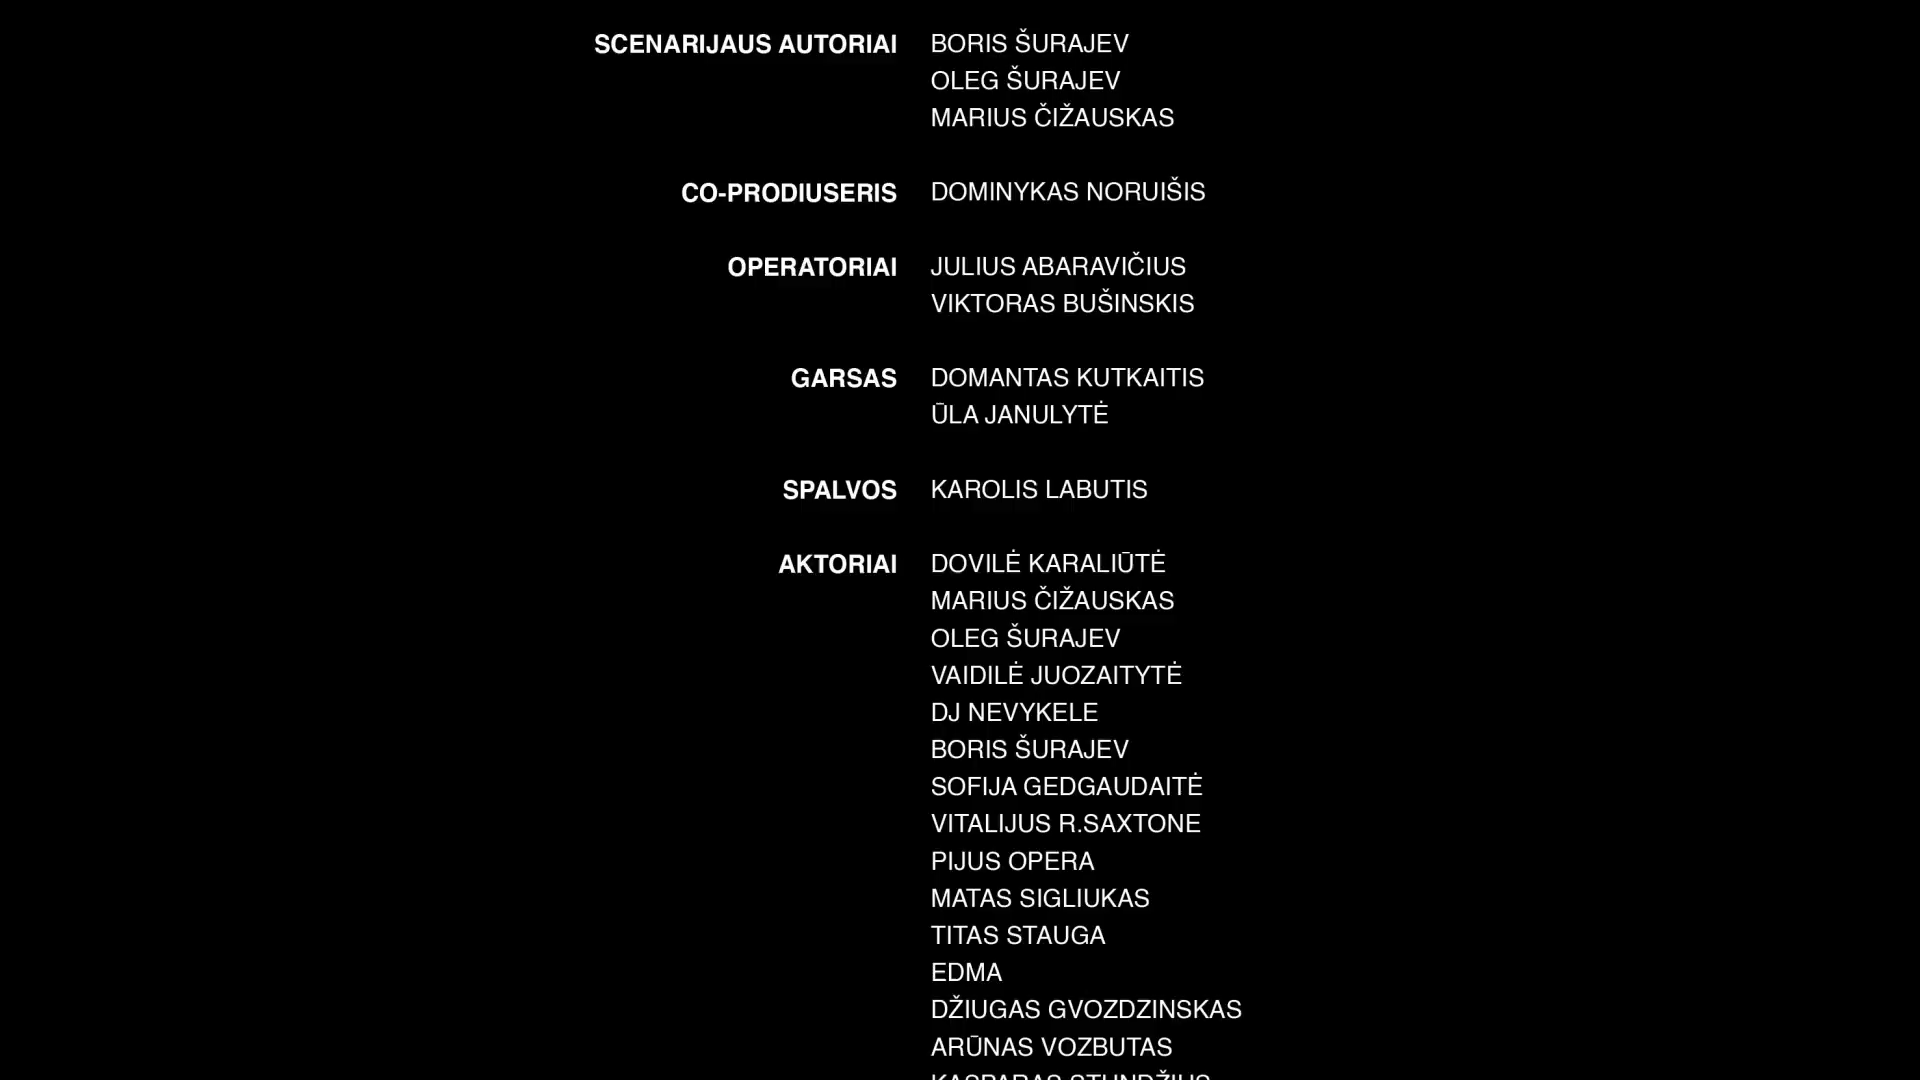 SCENARIJAUS AUTORIAI BORIS ŠURAJEV
OLEG ŠURAJEV
MARIUS ČIŽAUSKAS
CO-PRODIUSERIS DOMINYKAS NORUIŠIS
OPERATORIAI JULIUS ABARAVIČIUS
VIKTORAS BUŠINSKIS
GARSAS DOMANTAS KUTKAITIS
ŪLA JANULYTĖ
SPALVOS KAROLIS LABUTIS
AKTORIAI DOVILĖ KARALIŪTĖ
MARIUS ČIŽAUSKAS
OLEG ŠURAJEV
VAIDILĖ JUOZAITYTĖ
DJ NEVYKELE
BORIS ŠURAJEV
SOFIJA GEDGAUDAITĖ
VITALIJUS R.SAXTONE
PIJUS OPERA
MATAS SIGLIUKAS
TITAS STAUGA
EDMA
DŽIUGAS GVOZDZINSKAS
ARŪNAS VOZBUTAS
KASPARAS STUNDŽIUS